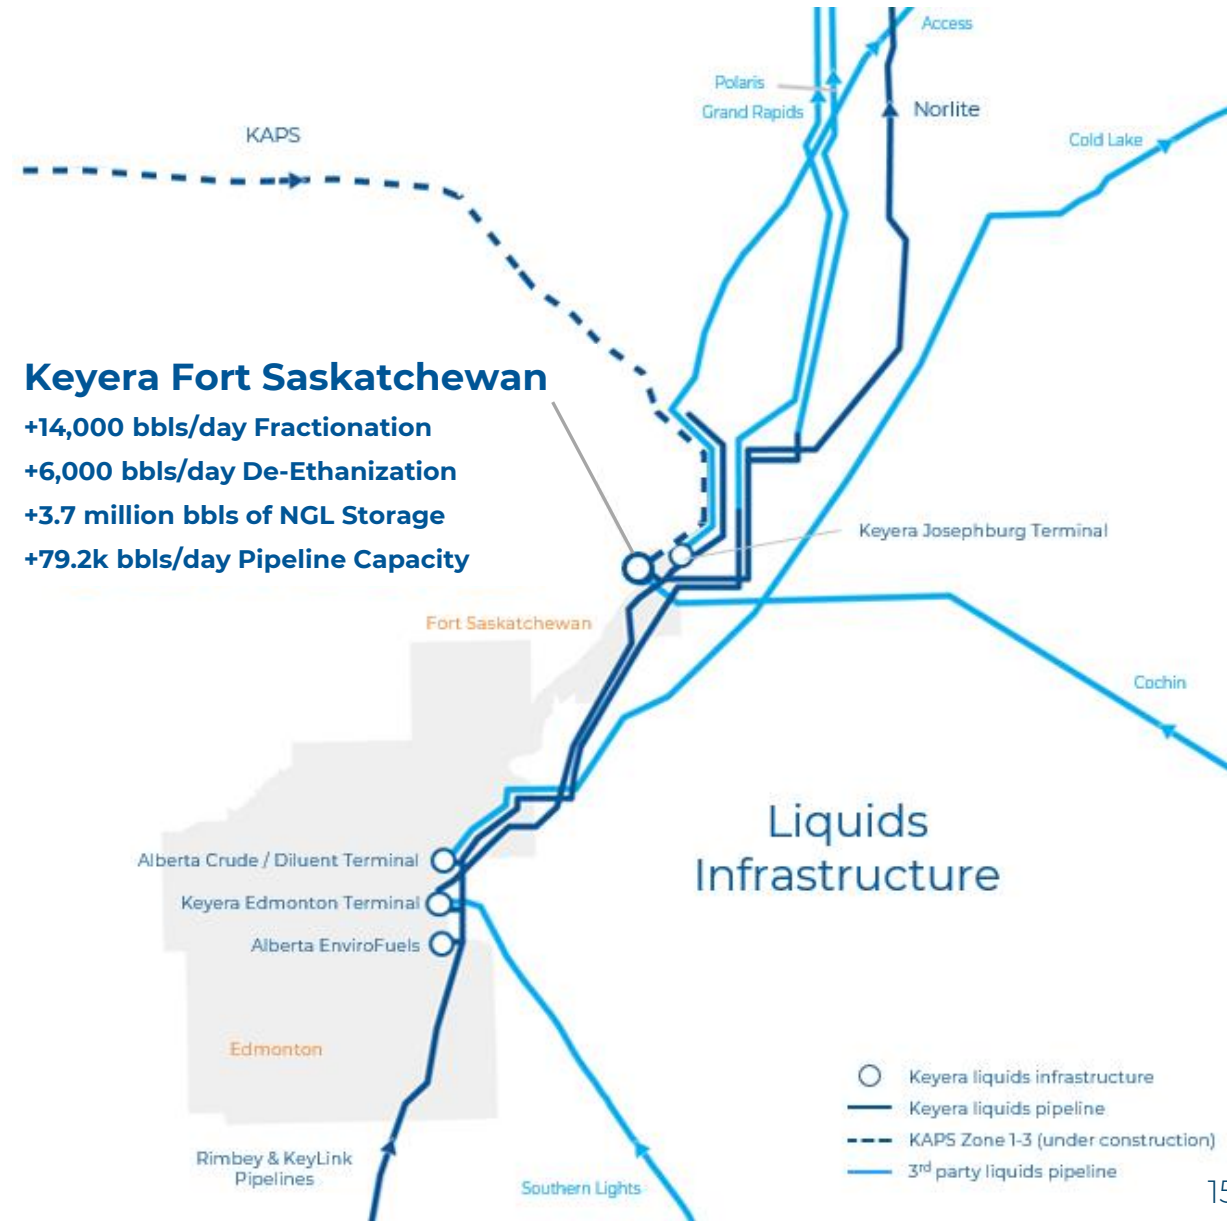 Access
Polaris
Grand Rapids
Norlite
KAPS
Cold Lake
Keyera Fort Saskatchewan
+14,000 bbls/day Fractionation
+6,000 bbls/day De-Ethanization
+3.7 million bbls of NGL Storage
+79.2k bbls/day Pipeline Capacity
Keyera Josephburg Terminal
Fort Saskatchewan
Cochin
Liquids
Infrastructure
Alberta Crude / Diluent Terminal
Keyera Edmonton Terminal
Alberta EnviroFuels
Edmonton
Rimbey & KeyLink
Pipelines
Southern Lights
Keyera liquids infrastructure
Keyera liquids pipeline
KAPS Zone 1-3 (under construction)
3rd party liquids pipeline
15